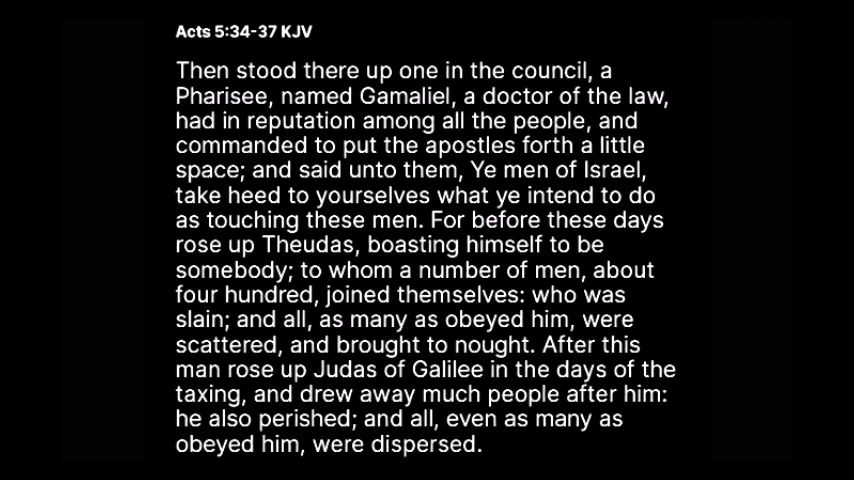 Acts 5:34-37 KJV
Then stood there up one in the council, a
Pharisee, named Gamaliel, a doctor of the law,
had in reputation among all the people, and
commanded to put the apostles forth a little
space; and said unto them, Ye men of Israel,
take heed to yourselves what ye intend to do
as touching these men. For before these days
rose up Theudas, boasting himself to be
somebody; to whom a number of men, about
four hundred, joined themselves: who was
slain; and all, as many as obeyed him, were
scattered, and brought to nought. After this
man rose up Judas of Galilee in the days of the
taxing, and drew away much people after him:
he also perished; and all, even as many as
obeyed him, were dispersed.